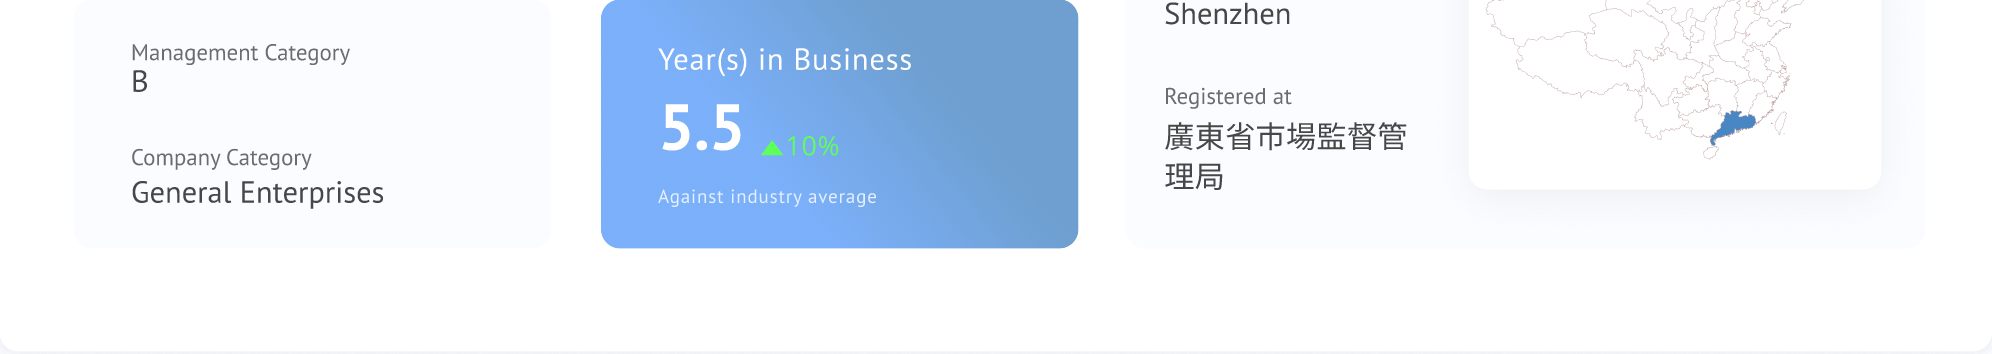 Management Category
B
Company Category
General Enterprises
Year(s) in Business
5.5 ▲10%
Against industry average
Shenzhen
Registered at
廣東省市場監督管
理局